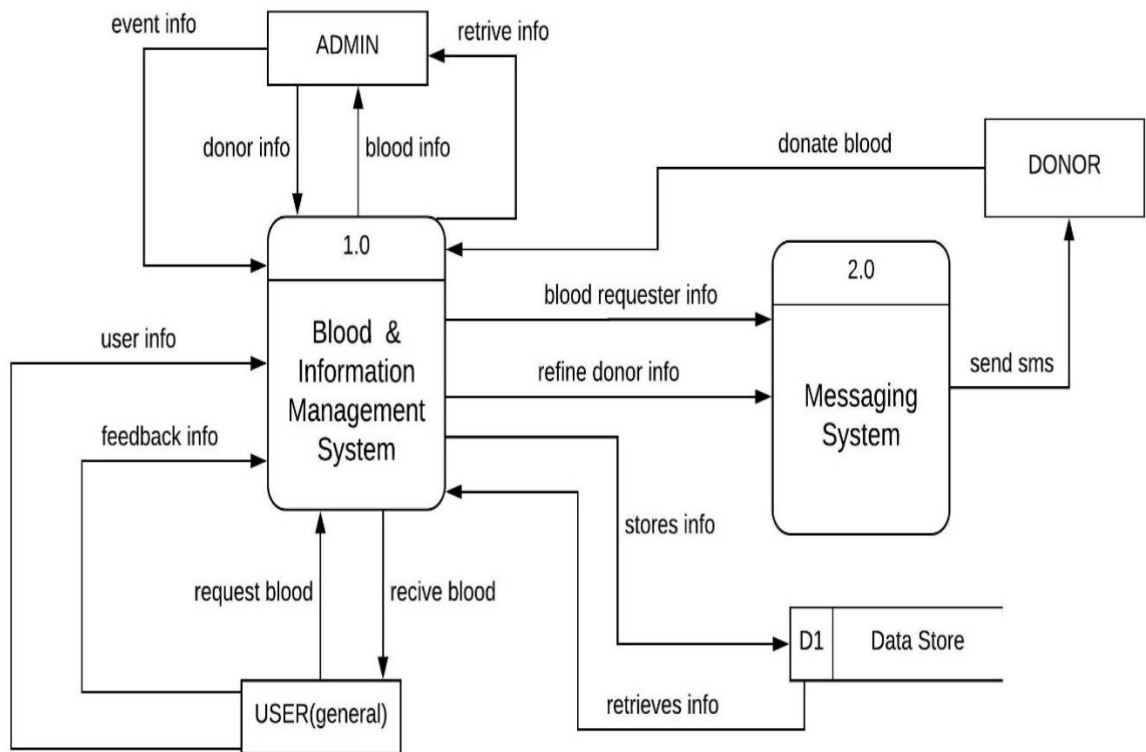 event info
ADMIN
retrive info
donor info
blood info
donate blood
DONOR
1.0
2.0
blood requester info
Blood &
Information
Management
System
user info
refine donor info
send sms
Messaging
System
feedback info
stores info
request blood
recive blood
D1
Data Store
retrieves info
USER(general)